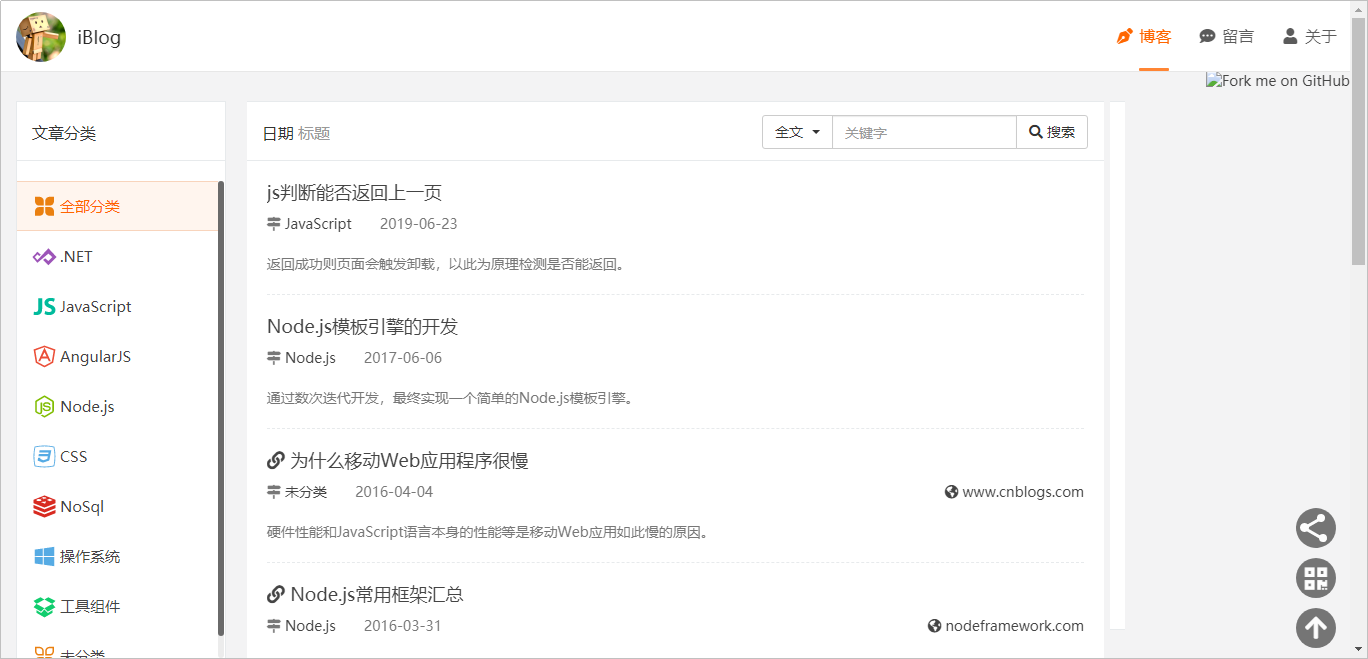 iBlog
博客 留言 关于
Fork me on GitHub
文章分类
全部分类
.NET
JavaScript
AngularJS
Node.js
CSS
NoSql
操作系统
工具组件
未分类
日期 标题
全文 关键字 搜索
js判断能否返回上一页
JavaScript 2019-06-23
返回成功则页面会触发卸载，以此为原理检测是否能返回。
Node.js模板引擎的开发
Node.js 2017-06-06
通过数次迭代开发，最终实现一个简单的Node.js模板引擎。
为什么移动Web应用程序很慢
未分类 2016-04-04 www.cnblogs.com
硬件性能和JavaScript语言本身的性能等是移动Web应用如此慢的原因。
Node.js常用框架汇总
Node.js 2016-03-31 nodeframework.com